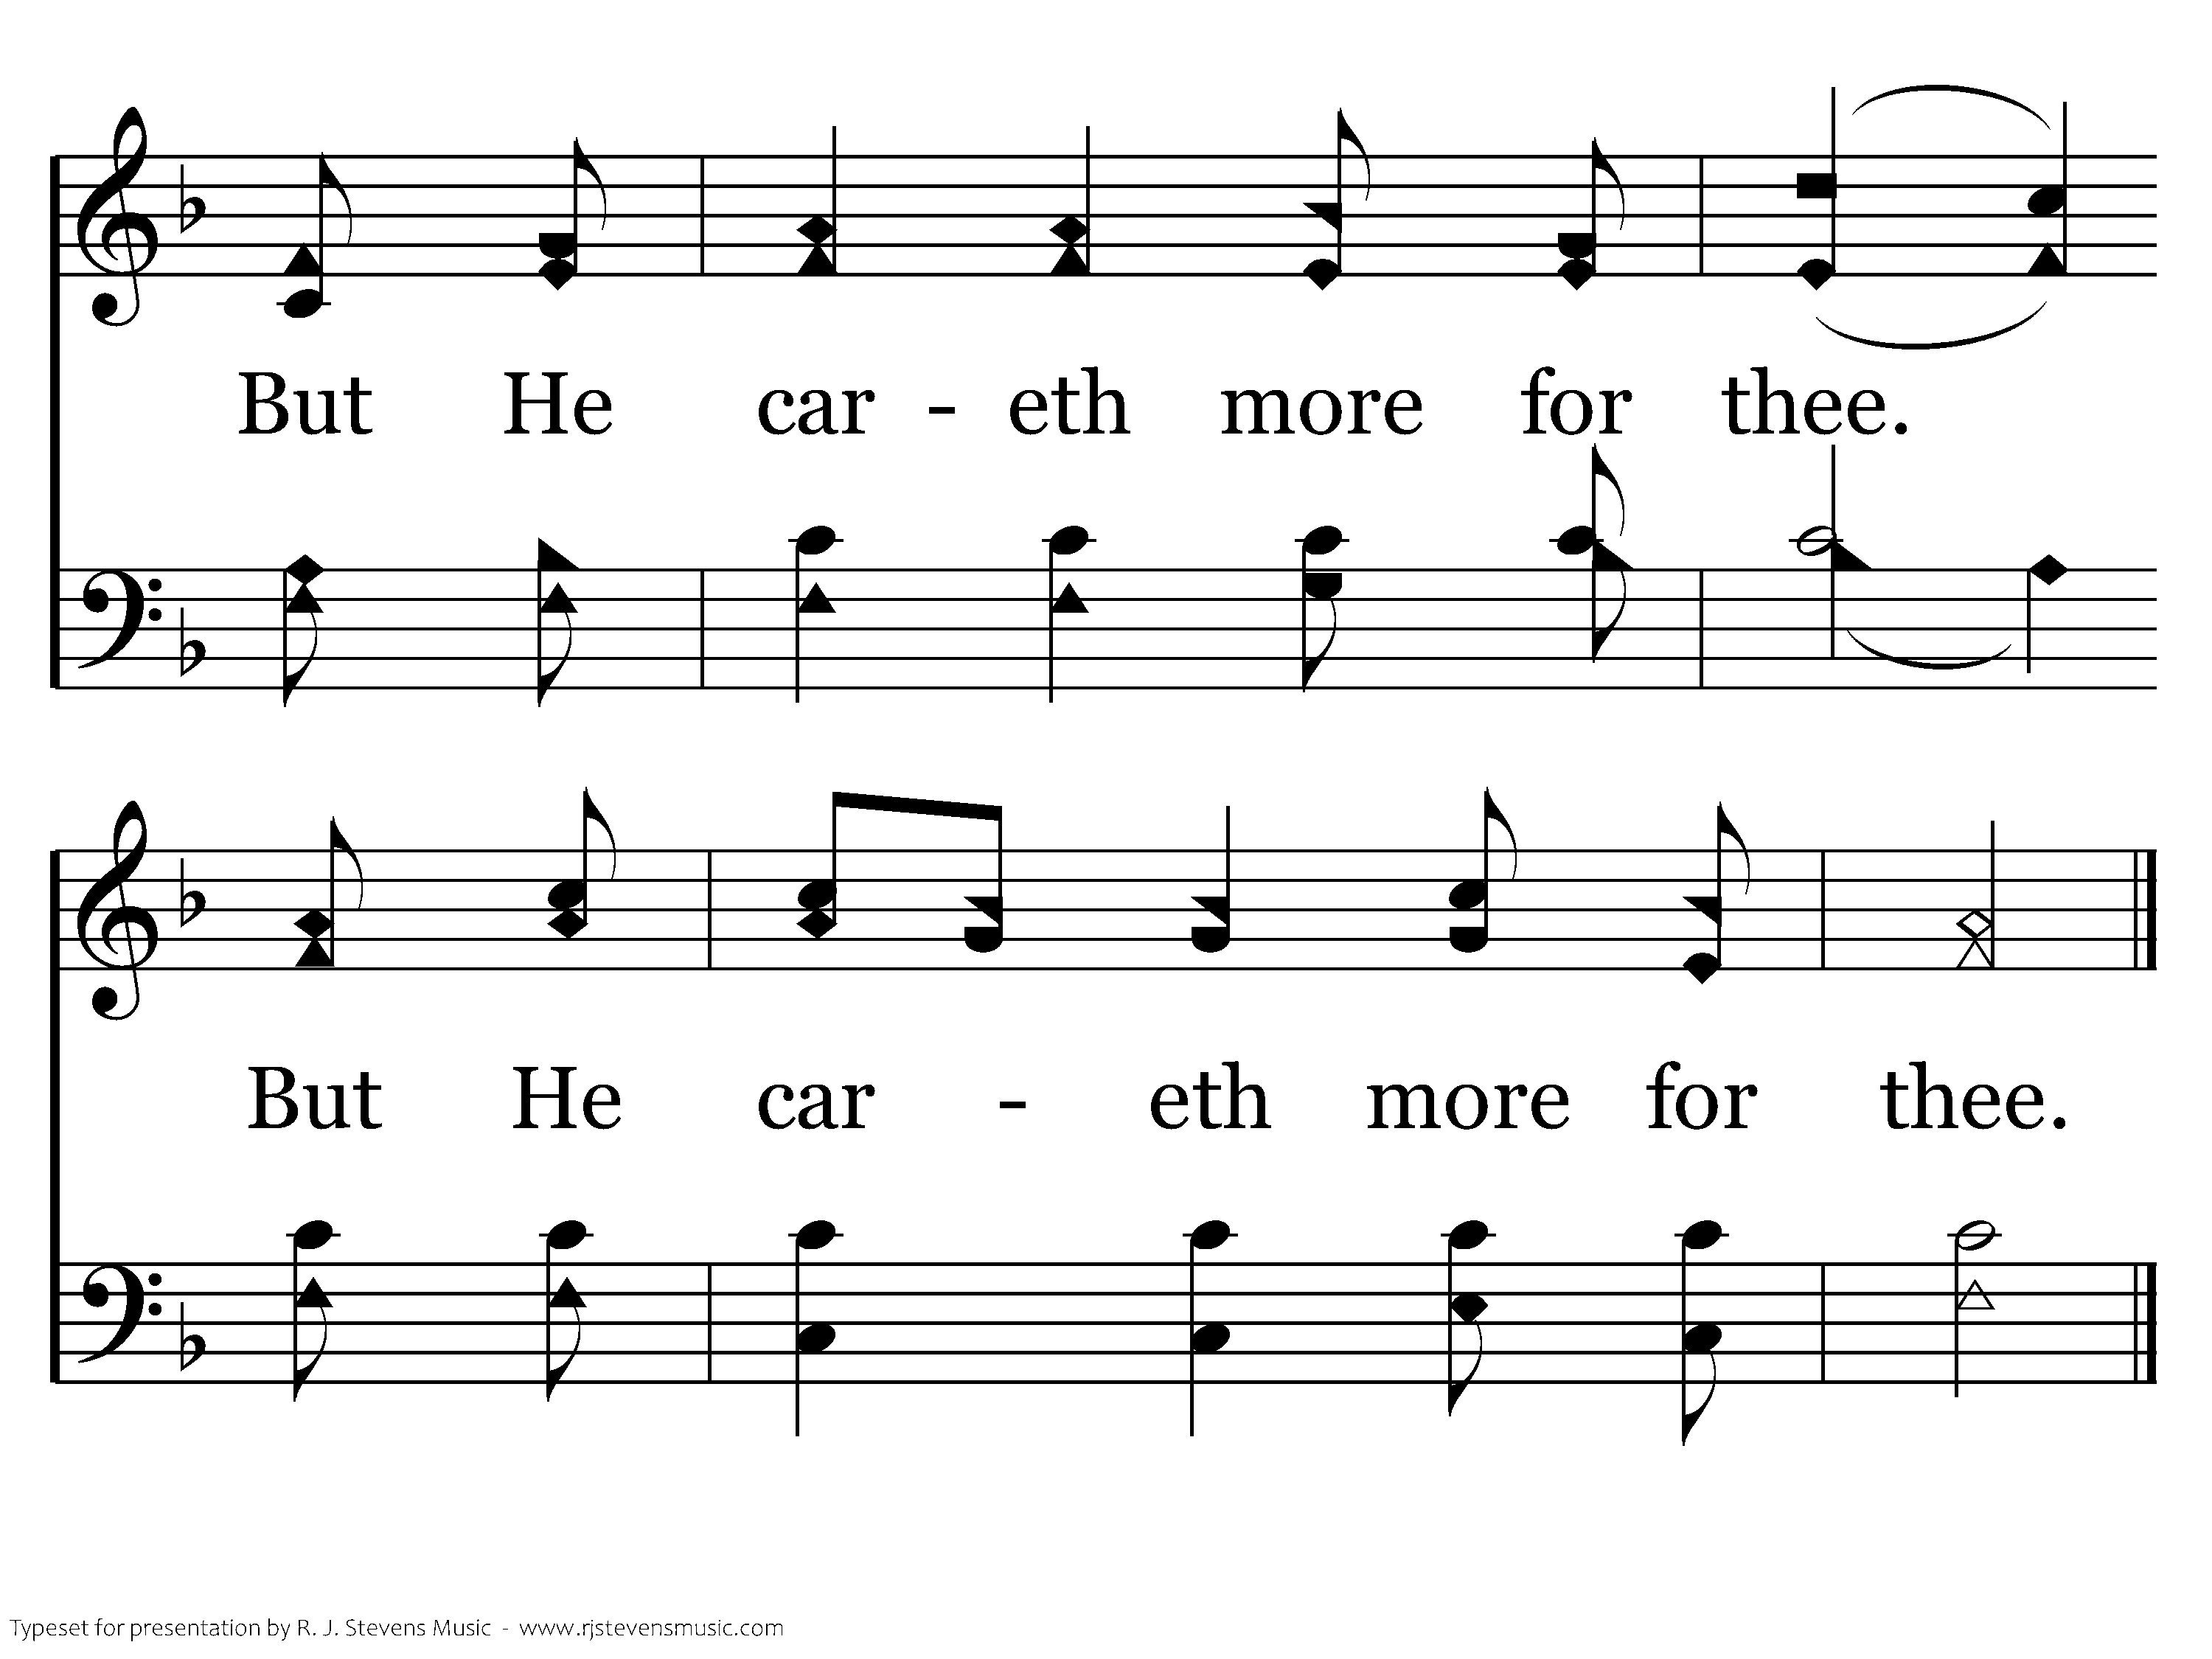 But He car - eth more for thee.
But He car - eth more for thee.
Typeset for presentation by R. J. Stevens Music - www.rjstevensmusic.com